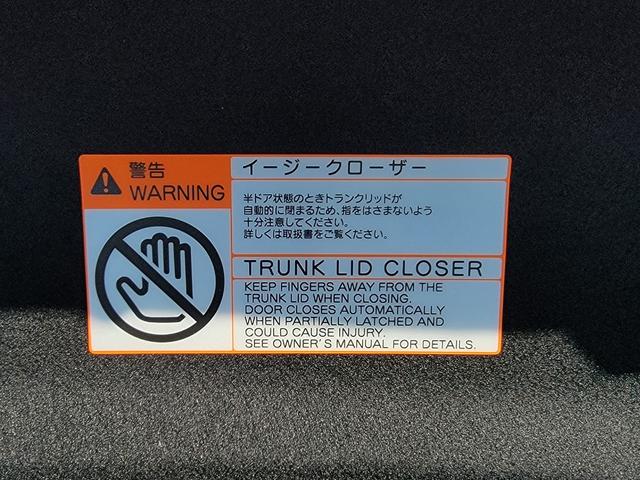 警告
WARNING
イージークローザー
半ドア状態のときトランクリッドが
自動的に閉まるため、指をはさまないよう
十分注意してください。
詳しくは取扱書をご覧ください。
TRUNK LID CLOSER
KEEP FINGERS AWAY FROM THE
TRUNK LID WHEN CLOSING.
DOOR CLOSES AUTOMATICALLY
WHEN PARTIALLY LATCHED AND
COULD CAUSE INJURY.
SEE OWNER'S MANUAL FOR DETAILS.